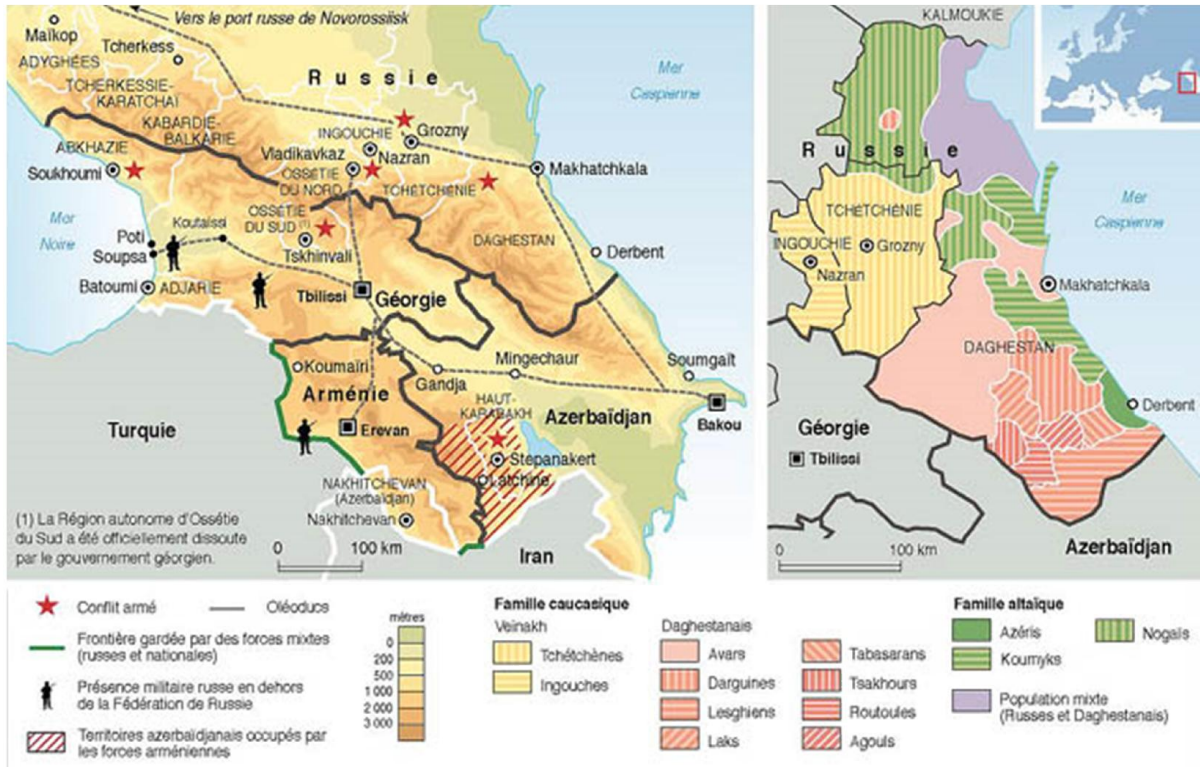 Vers le port russe de Novorossiisk
Maïkop
ADYGHÉES
Tcherkess
TCHERKESSIE-
KARATCHAÏ
KABARDIE-
BALKARIE
Russie
Mer
Caspienne
ABKHAZIE
Soukhoumi
INGOUCHIE
Grozny
Vladikavkaz
Nazran
OSSÉTIE
DU NORD
TCHÉTCHÉNIE
Makhatchkala
Mer
Noire
Koutaïssi
OSSÉTIE
DU SUD (1)
Tskhinvali
DAGHESTAN
Derbent
Poti
Soupsa
Batoumi
ADJARIE
Tbilissi
Géorgie
Koumaïri
Arménie
Erevan
Gandja
Mingechaur
Soumgaït
HAUT-
KARABAKH
Azerbaïdjan
Bakou
Turquie
Stepanakert
Latchine
NAKHITCHEVAN
(Azerbaïdjan)
Nakhitchevan
(1) La Région autonome d'Ossétie
du Sud a été officiellement dissoute
par le gouvernement géorgien.
0 100 km
Iran
KALMOUKIE
Russie
TCHÉTCHÉNIE
INGOUCHIE
Grozny
Nazran
Mer
Caspienne
Makhatchkala
DAGHESTAN
Derbent
Géorgie
Tbilissi
0 100 km
Azerbaïdjan
Conflit armé
Oléoducs
Frontière gardée par des forces mixtes
(russes et nationales)
Présence militaire russe en dehors
de la Fédération de Russie
Territoires azerbaïdjanais occupés par
les forces arméniennes
mètres
0
200
500
1 000
2 000
3 000
Famille caucasique
Veinakh
Tchétchènes
Ingouches
Daghestanais
Avars
Darguines
Lesghiens
Laks
Tabasarans
Tsakhours
Routoules
Agouls
Famille altaïque
Azéris
Koumyks
Nogaïs
Population mixte
(Russes et Daghestanais)